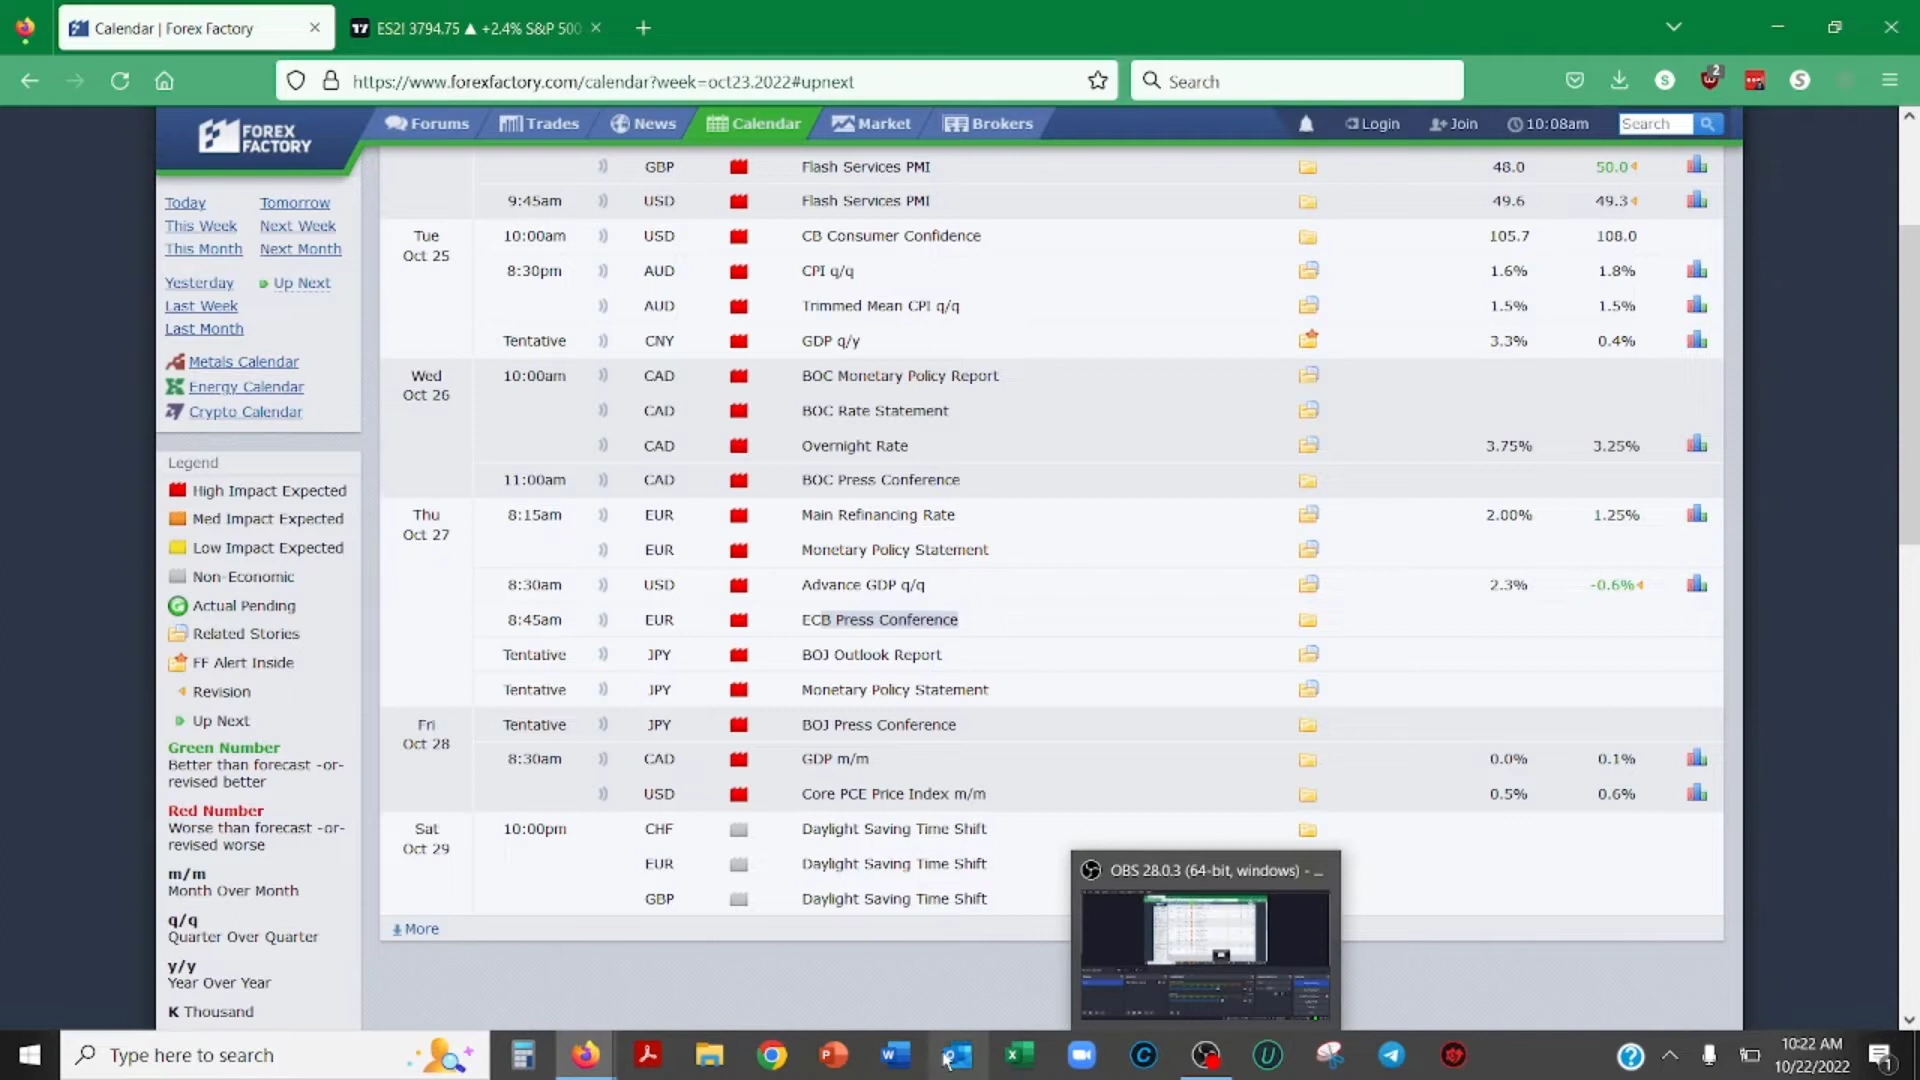 Calendar | Forex Factory
ES2! 3794.75 ▲ +2.4% S&P 500
https://www.forexfactory.com/calendar?week=oct23.2022#upnext
Search
2
FOREX FACTORY
Forums
Trades
News
Calendar
Market
Brokers
Login
Join
10:08am
Search
Today Tomorrow
This Week Next Week
This Month Next Month
Yesterday Up Next
Last Week
Last Month
Metals Calendar
Energy Calendar
Crypto Calendar
Legend
High Impact Expected
Med Impact Expected
Low Impact Expected
Non-Economic
Actual Pending
Related Stories
FF Alert Inside
Revision
Up Next
Green Number
Better than forecast -or-
revised better
Red Number
Worse than forecast -or-
revised worse
m/m
Month Over Month
q/q
Quarter Over Quarter
y/y
Year Over Year
K Thousand
GBP Flash Services PMI 48.0 50.0
9:45am USD Flash Services PMI 49.6 49.3
Tue Oct 25 10:00am USD CB Consumer Confidence 105.7 108.0
8:30pm AUD CPI q/q 1.6% 1.8%
AUD Trimmed Mean CPI q/q 1.5% 1.5%
Tentative CNY GDP q/y 3.3% 0.4%
Wed Oct 26 10:00am CAD BOC Monetary Policy Report
CAD BOC Rate Statement
CAD Overnight Rate 3.75% 3.25%
11:00am CAD BOC Press Conference
Thu Oct 27 8:15am EUR Main Refinancing Rate 2.00% 1.25%
EUR Monetary Policy Statement
8:30am USD Advance GDP q/q 2.3% -0.6%
8:45am EUR ECB Press Conference
Tentative JPY BOJ Outlook Report
Tentative JPY Monetary Policy Statement
Fri Oct 28 Tentative JPY BOJ Press Conference
8:30am CAD GDP m/m 0.0% 0.1%
USD Core PCE Price Index m/m 0.5% 0.6%
Sat Oct 29 10:00pm CHF Daylight Saving Time Shift
EUR Daylight Saving Time Shift
GBP Daylight Saving Time Shift
More
OBS 28.0.3 (64-bit, windows) - ...
Type here to search
10:22 AM
10/22/2022
1